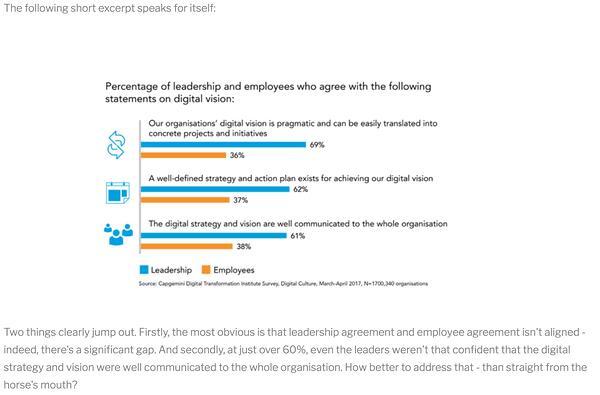 The following short excerpt speaks for itself:
Percentage of leadership and employees who agree with the following
statements on digital vision:
Our organisations' digital vision is pragmatic and can be easily translated into
concrete projects and initiatives
69%
36%
A well-defined strategy and action plan exists for achieving our digital vision
62%
37%
The digital strategy and vision are well communicated to the whole organisation
61%
38%
Leadership Employees
Source: Capgemini Digital Transformation Institute Survey, Digital Culture, March-April 2017, N=1700,340 organisations
Two things clearly jump out. Firstly, the most obvious is that leadership agreement and employee agreement isn't aligned -
indeed, there's a significant gap. And secondly, at just over 60%, even the leaders weren't that confident that the digital
strategy and vision were well communicated to the whole organisation. How better to address that - than straight from the
horse's mouth?